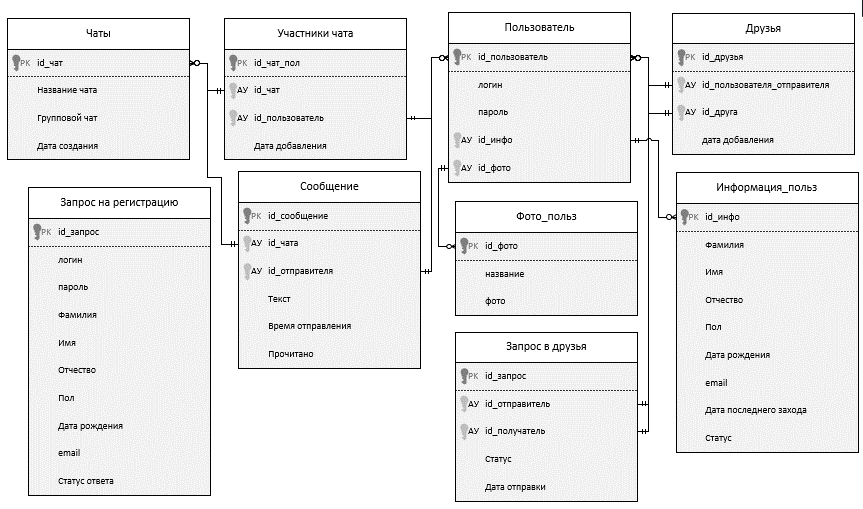 Чаты
PK id_чат
Название чата
Групповой чат
Дата создания
Участники чата
PK id_чат_пол
АУ id_чат
АУ id_пользователь
Дата добавления
Пользователь
PK id_пользователь
логин
пароль
АУ id_инфо
АУ id_фото
Друзья
PK id_друзья
АУ id_пользователя_отправителя
АУ id_друга
дата добавления
Запрос на регистрацию
PK id_запрос
логин
пароль
Фамилия
Имя
Отчество
Пол
Дата рождения
email
Статус ответа
Сообщение
PK id_сообщение
АУ id_чата
АУ id_отправителя
Текст
Время отправления
Прочитано
Фото_польз
PK id_фото
название
фото
Запрос в друзья
PK id_запрос
АУ id_отправитель
АУ id_получатель
Статус
Дата отправки
Информация_польз
PK id_инфо
Фамилия
Имя
Отчество
Пол
Дата рождения
email
Дата последнего захода
Статус